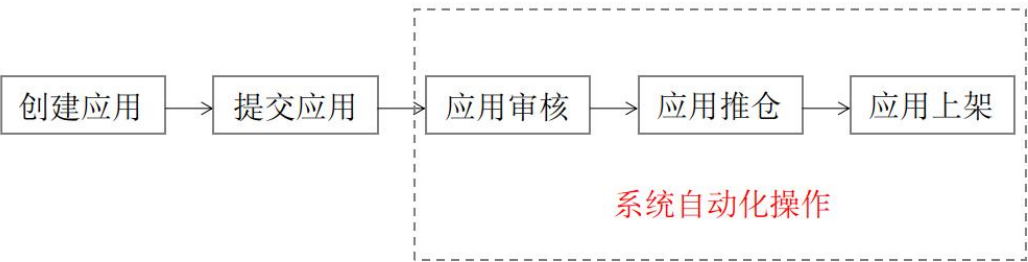 创建应用
提交应用
应用审核
应用推仓
应用上架
系统自动化操作